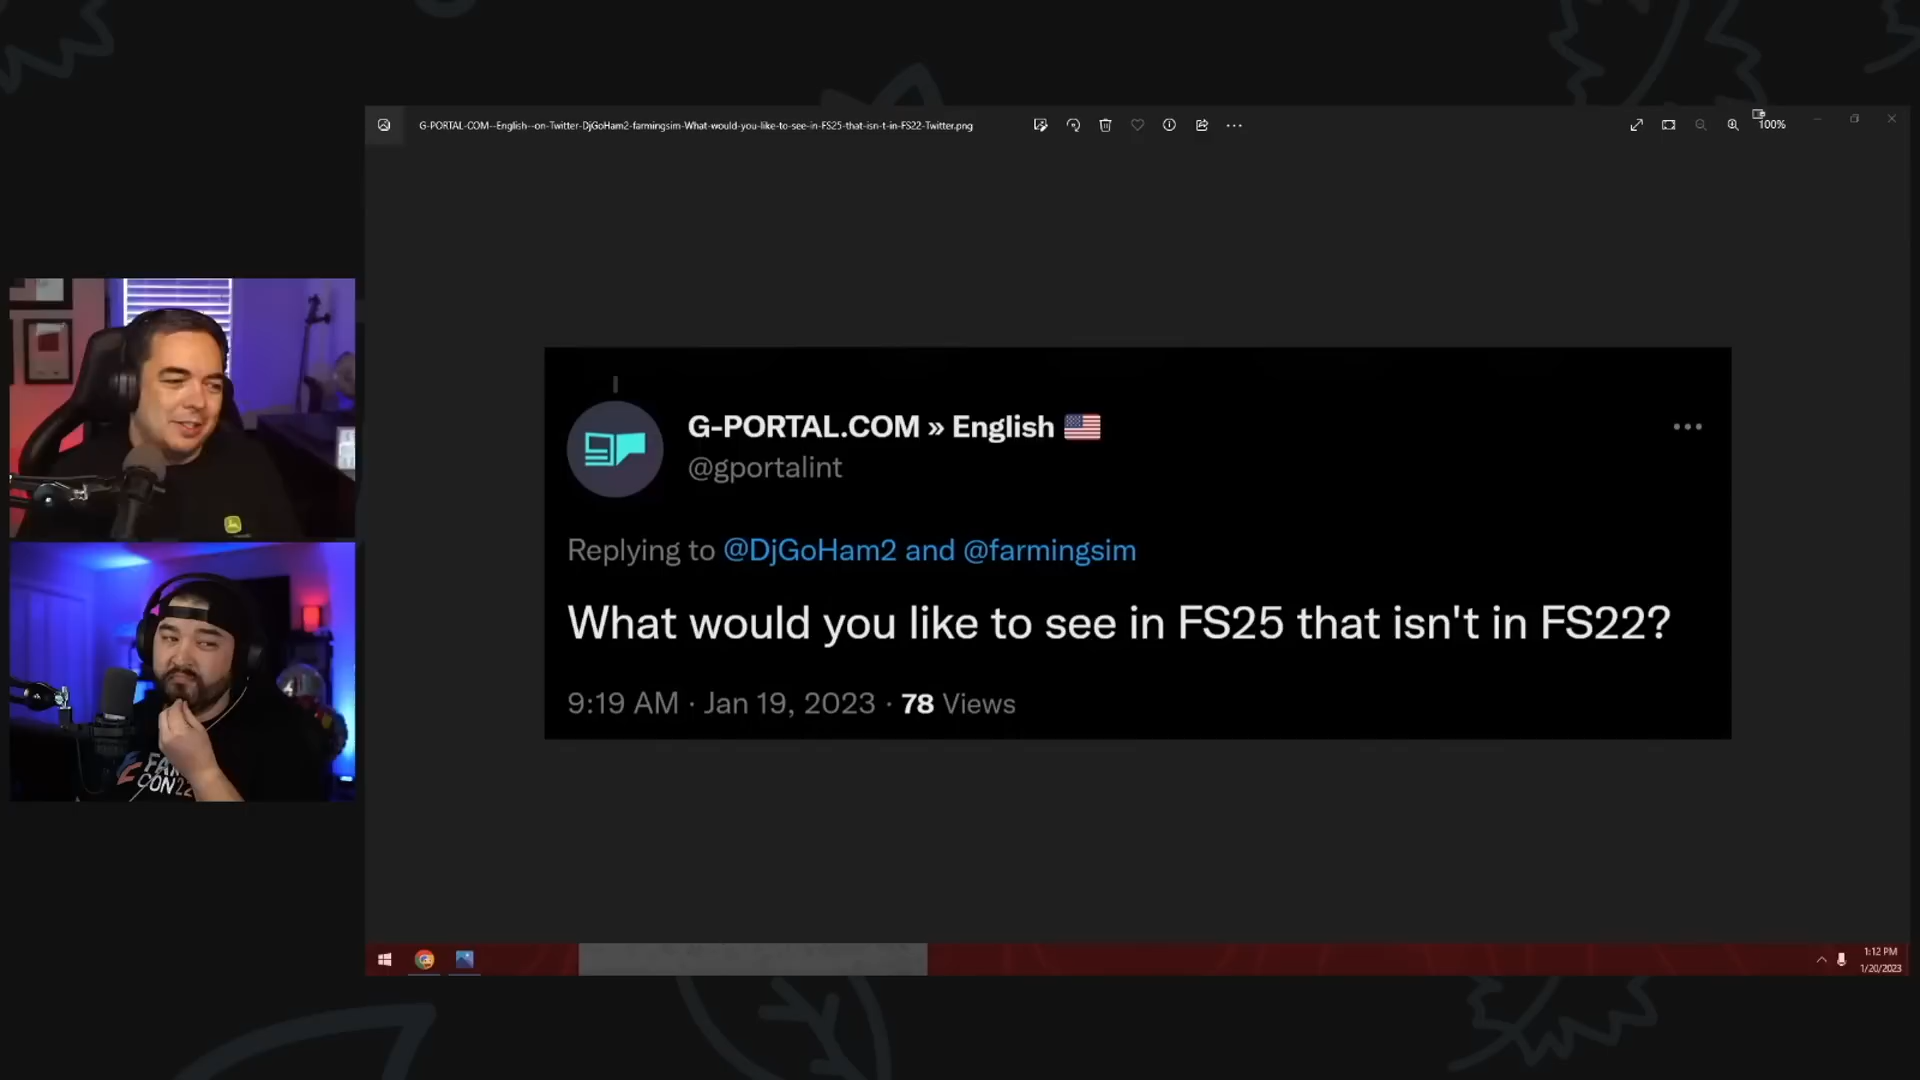 G-PORTAL-COM--English--on-Twitter-DjGoHam2-farmingsim-What-would-you-like-to-see-in-FS25-that-isn-t-in-FS22-Twitter.png
100%
G-PORTAL.COM » English
@gportalint
Replying to @DjGoHam2 and @farmingsim
What would you like to see in FS25 that isn't in FS22?
9:19 AM · Jan 19, 2023 · 78 Views
CON22
1:12 PM
1/20/2023